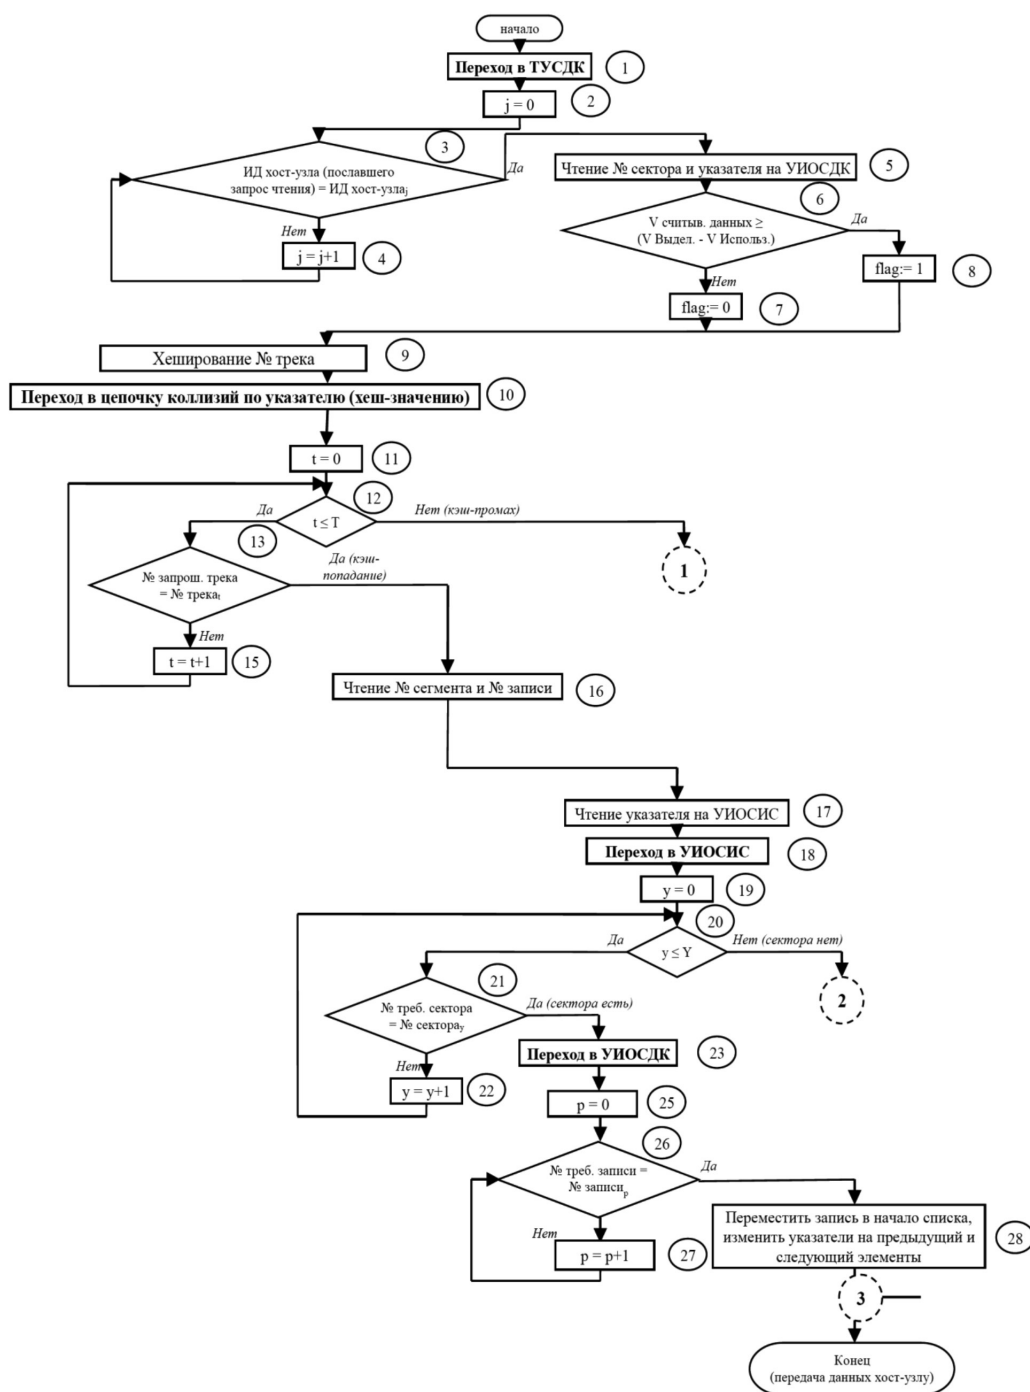 начало
Переход в ТУСДК
1
j = 0
2
3
ИД хост-узла (пославшего
запрос чтения) = ИД хост-узлаj
Да
Нет
j = j+1
4
Чтение № сектора и указателя на УИОСДК
5
6
V считыв. данных ≥
(V Выдел. - V Использ.)
Да
flag:= 1
8
Нет
flag:= 0
7
Хеширование № трека
9
Переход в цепочку коллизий по указателю (хеш-значению)
10
t = 0
11
12
t ≤ T
Да
Нет (кэш-промах)
1
13
№ запрош. трека
= № трекаt
Да (кэш-
попадание)
Нет
t = t+1
15
Чтение № сегмента и № записи
16
Чтение указателя на УИОСИС
17
Переход в УИОСИС
18
y = 0
19
20
y ≤ Y
Да
Нет (сектора нет)
2
21
№ треб. сектора
= № сектораy
Да (сектора есть)
Нет
y = y+1
22
Переход в УИОСДК
23
p = 0
25
26
№ треб. записи =
№ записиp
Да
Нет
p = p+1
27
Переместить запись в начало списка,
изменить указатели на предыдущий и
следующий элементы
28
3
Конец
(передача данных хост-узлу)